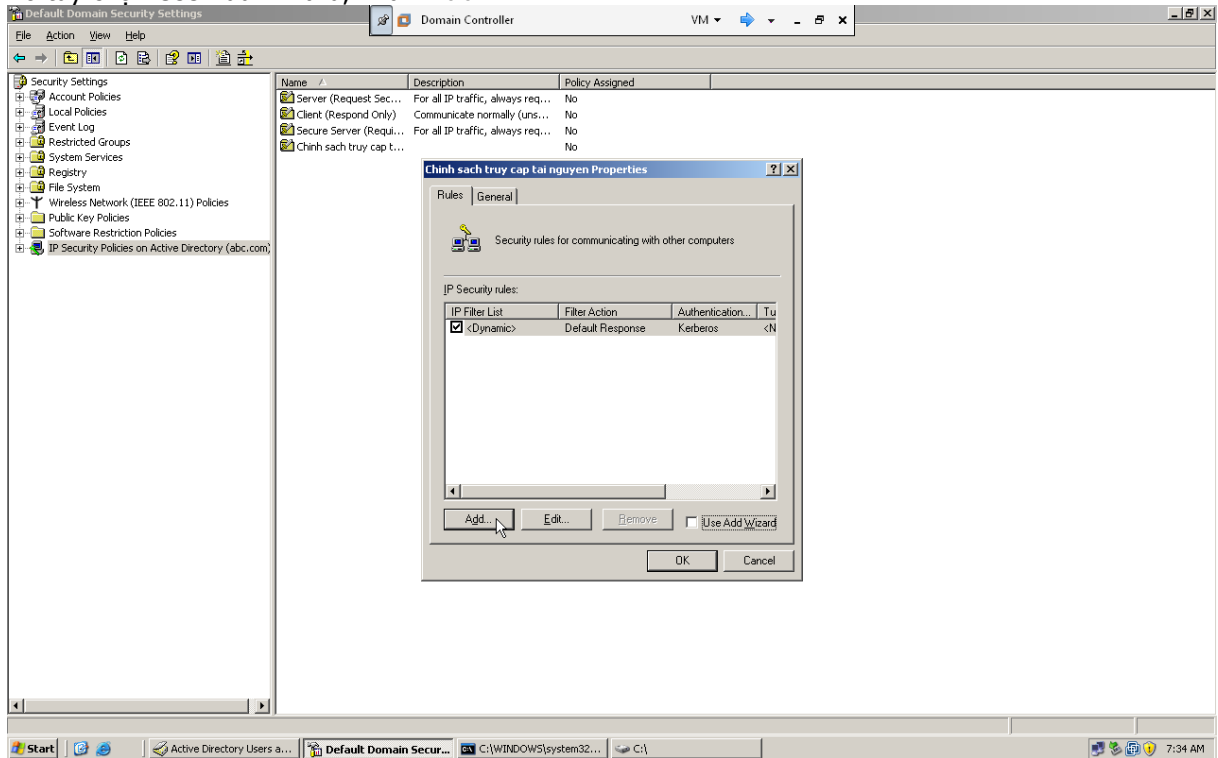 Default Domain Security Settings
Domain Controller
VM
File Action View Help
Security Settings
Account Policies
Local Policies
Event Log
Restricted Groups
System Services
Registry
File System
Wireless Network (IEEE 802.11) Policies
Public Key Policies
Software Restriction Policies
IP Security Policies on Active Directory (abc.com)
Name Description Policy Assigned
Server (Request Sec... For all IP traffic, always req... No
Client (Respond Only) Communicate normally (uns... No
Secure Server (Requi... For all IP traffic, always req... No
Chinh sach truy cap t... No
Chinh sach truy cap tai nguyen Properties
Rules General
Security rules for communicating with other computers
IP Security rules:
IP Filter List Filter Action Authentication... Tu
<Dynamic> Default Response Kerberos <N
Add... Edit... Remove Use Add Wizard
OK Cancel
Start Active Directory Users a... Default Domain Secur... C:\WINDOWS\system32... C:\ 7:34 AM